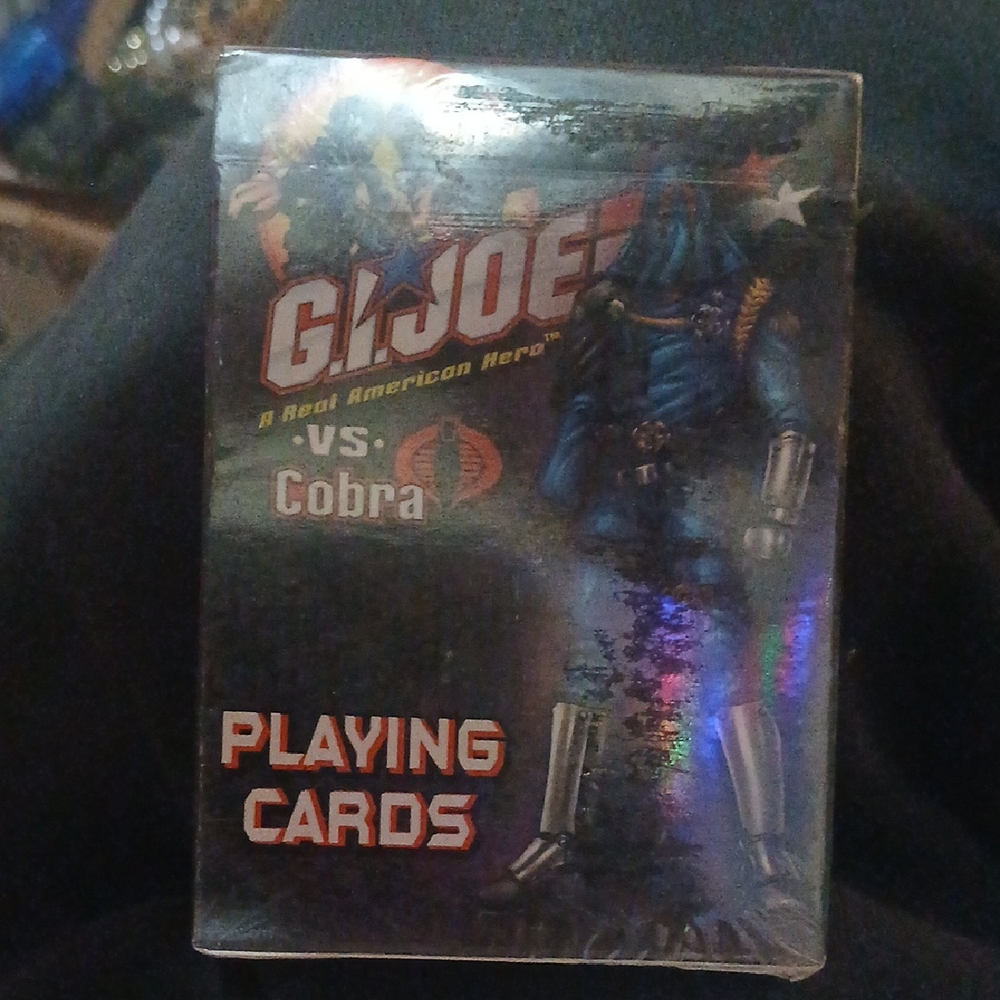 G.I.JOE
A Real American Hero™
·VS·
Cobra
PLAYING
CARDS